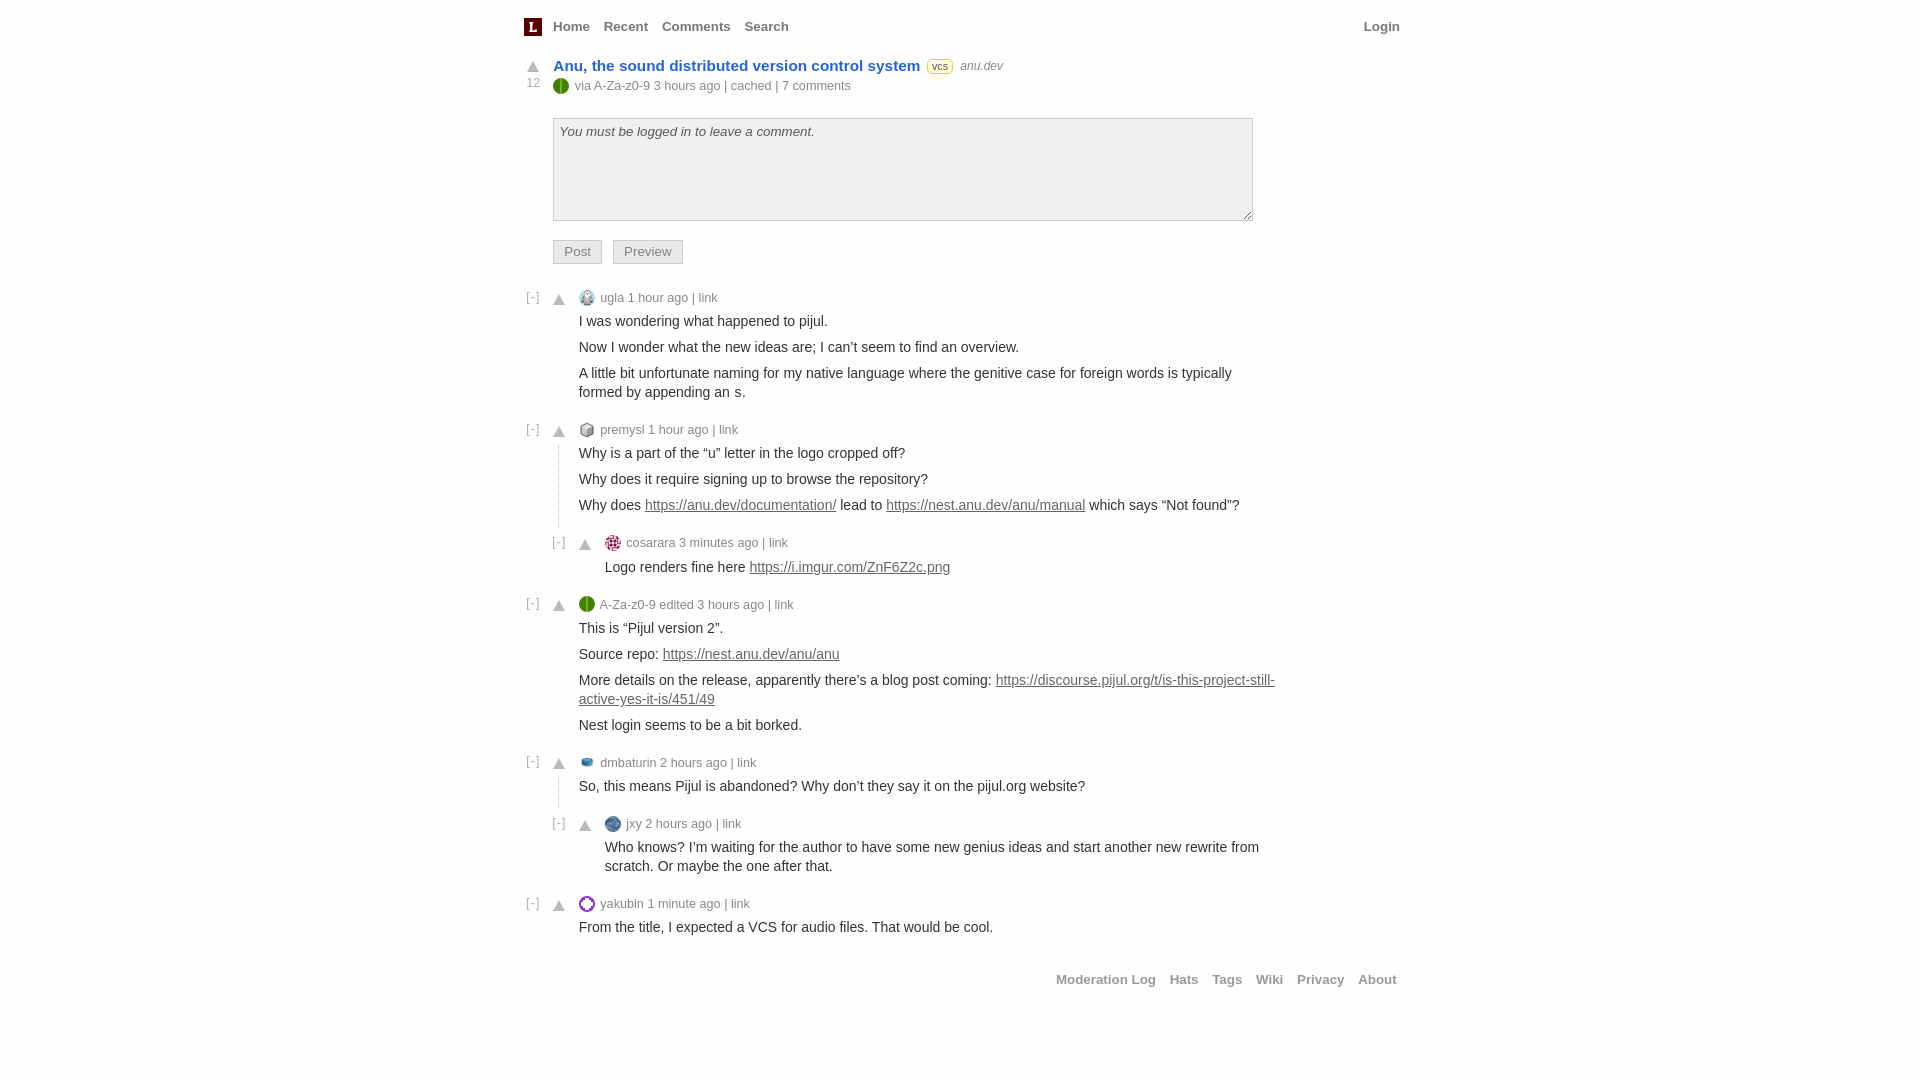 L Home Recent Comments Search Login
Anu, the sound distributed version control system vcs anu.dev
12 via A-Za-z0-9 3 hours ago | cached | 7 comments
You must be logged in to leave a comment.
Post Preview
[-] ugla 1 hour ago | link
I was wondering what happened to pijul.
Now I wonder what the new ideas are; I can’t seem to find an overview.
A little bit unfortunate naming for my native language where the genitive case for foreign words is typically
formed by appending an s.
[-] premysl 1 hour ago | link
Why is a part of the “u” letter in the logo cropped off?
Why does it require signing up to browse the repository?
Why does https://anu.dev/documentation/ lead to https://nest.anu.dev/anu/manual which says “Not found”?
[-] cosarara 3 minutes ago | link
Logo renders fine here https://i.imgur.com/ZnF6Z2c.png
[-] A-Za-z0-9 edited 3 hours ago | link
This is “Pijul version 2”.
Source repo: https://nest.anu.dev/anu/anu
More details on the release, apparently there’s a blog post coming: https://discourse.pijul.org/t/is-this-project-still-
active-yes-it-is/451/49
Nest login seems to be a bit borked.
[-] dmbaturin 2 hours ago | link
So, this means Pijul is abandoned? Why don’t they say it on the pijul.org website?
[-] jxy 2 hours ago | link
Who knows? I’m waiting for the author to have some new genius ideas and start another new rewrite from
scratch. Or maybe the one after that.
[-] yakubin 1 minute ago | link
From the title, I expected a VCS for audio files. That would be cool.
Moderation Log Hats Tags Wiki Privacy About